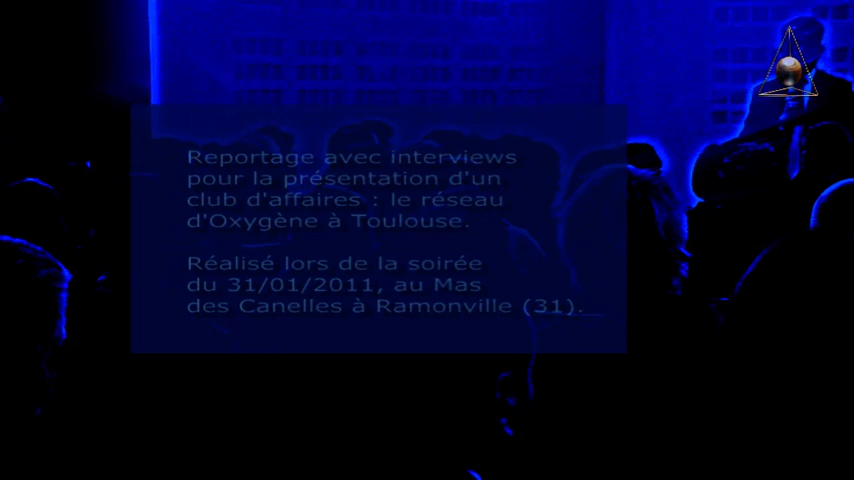 Reportage avec interviews
pour la présentation d'un
club d'affaires : le réseau
d'Oxygène à Toulouse.
Réalisé lors de la soirée
du 31/01/2011, au Mas
des Canelles à Ramonville (31).